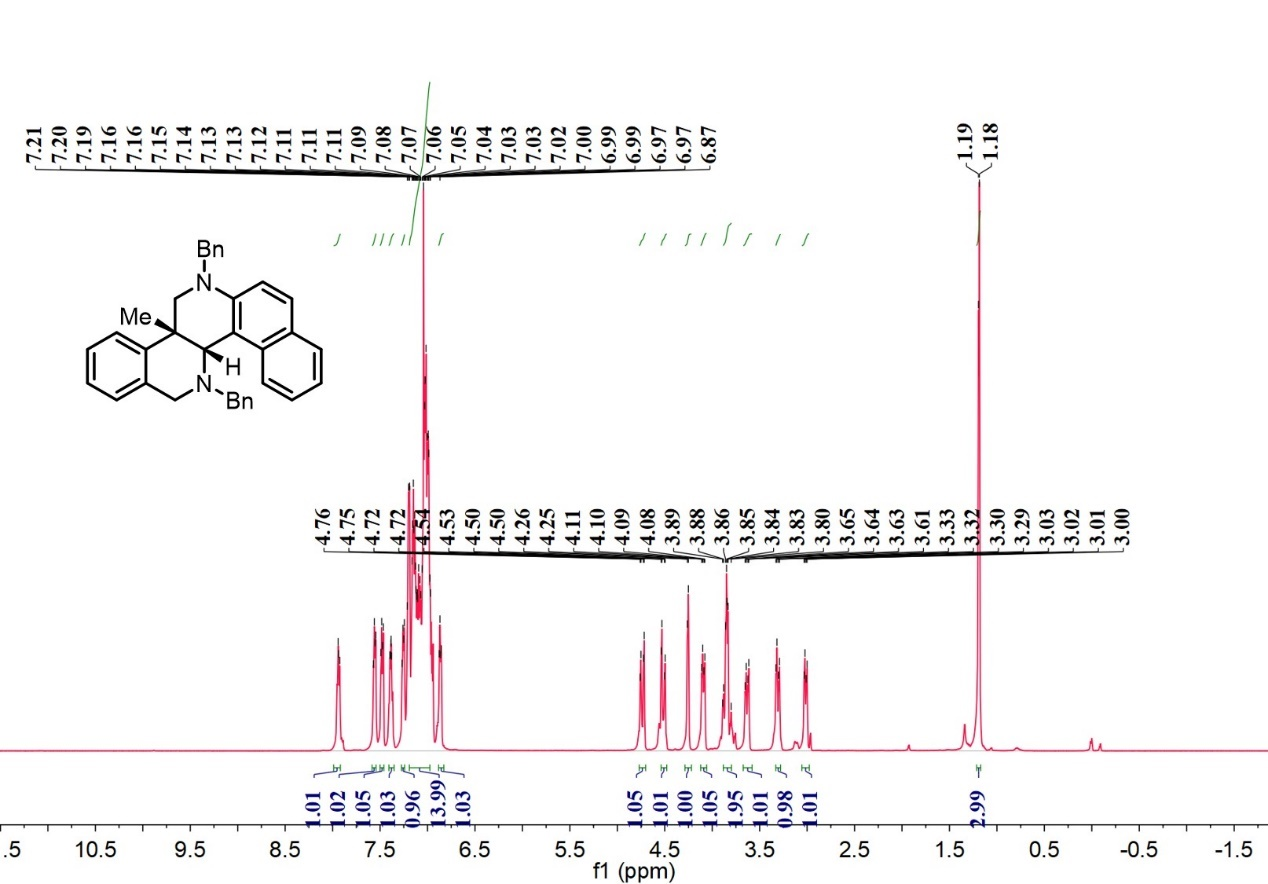 7.21 7.20 7.19 7.16 7.16 7.15 7.14 7.13 7.13 7.12 7.11 7.11 7.11 7.09 7.08 7.07 7.06 7.05 7.04 7.03 7.03 7.02 7.00 6.99 6.99 6.97 6.97 6.87
1.19 1.18
Bn
N
Me
H
N
Bn
4.76 4.75 4.72 4.72 4.54 4.53 4.50 4.50 4.26 4.25 4.11 4.10 4.09 4.08 3.89 3.88 3.86 3.85 3.84 3.83 3.80 3.65 3.64 3.63 3.61 3.33 3.32 3.30 3.29 3.03 3.02 3.01 3.00
1.01 1.02 1.05 1.03 0.96 13.99 1.03 1.05 1.01 1.00 1.05 1.95 1.01 0.98 1.01 2.99
.5 10.5 9.5 8.5 7.5 6.5 5.5 4.5 3.5 2.5 1.5 0.5 -0.5 -1.5
f1 (ppm)